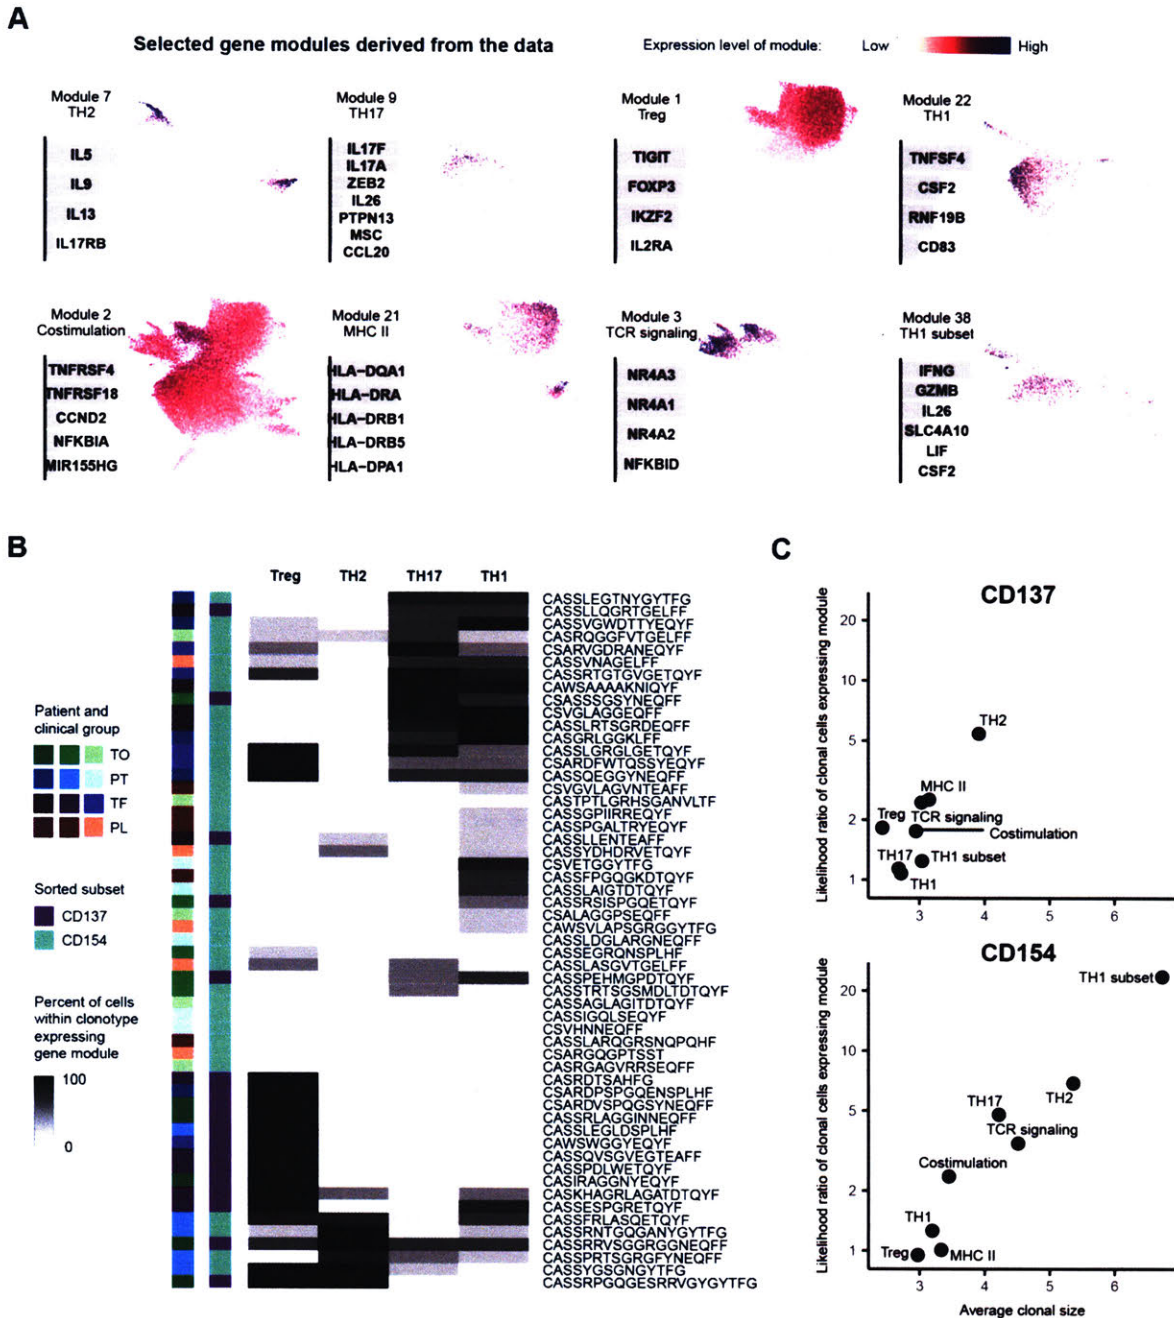 A
Selected gene modules derived from the data
Expression level of module:
Low
High
Module 7
TH2
IL5
IL9
IL13
IL17RB
Module 9
TH17
IL17F
IL17A
ZEB2
IL26
PTPN13
MSC
CCL20
Module 1
Treg
TIGIT
FOXP3
IKZF2
IL2RA
Module 22
TH1
TNFSF4
CSF2
RNF19B
CD83
Module 2
Costimulation
TNFRSF4
TNFRSF18
CCND2
NFKBIA
MIR155HG
Module 21
MHC II
HLA-DQA1
HLA-DRA
HLA-DRB1
HLA-DRB5
HLA-DPA1
Module 3
TCR signaling
NR4A3
NR4A1
NR4A2
NFKBID
Module 38
TH1 subset
IFNG
GZMB
IL26
SLC4A10
LIF
CSF2
B
Treg
TH2
TH17
TH1
Patient and
clinical group
TO
PT
TF
PL
Sorted subset
CD137
CD154
Percent of cells
within clonotype
expressing
gene module
100
0
CASSLEGTNYGYTFG
CASSLLQGRTGELFF
CASSVGWDTTYEQYF
CASRQGGFVTGELFF
CSARVGDRANEQYF
CASSVNAGELFF
CASSRTGTGVGETQYF
CAWSAAAAKNIQYF
CSASSSGSYNEQFF
CSVGLAGGEQFF
CASSLRTSGRDEQFF
CASGRLGGKLFF
CASSLGRGLGETQYF
CSARDFWTQSSYEQYF
CASSQEGGYNEQFF
CSVGVLAGVNTEAFF
CASTPTLGRHSGANVLTF
CASSGPIIRREQYF
CASSPGALTRYEQYF
CASSLLENTEAFF
CASSYDHDRVETQYF
CSVETGGYTFG
CASSFPGQGKDTQYF
CASSLAIGTDTQYF
CASSRSISPGQETQYF
CSALAGGPSEQFF
CAWSVLAPSGRGGYTFG
CASSLDGLARGNEQFF
CASSEGRQNSPLHF
CASSLASGVTGELFF
CASSPEHMGPDTQYF
CASSTRTSGSMDLTDTQYF
CASSAGLAGITDTQYF
CASSIGQLSEQYF
CSVHNNEQFF
CASSLARQGRSNQPQHF
CSARGQGPTSST
CASRGAGVRRSEQFF
CASRDTSAHFG
CSARDPSPGQENSPLHF
CSARDVSPQGSYNEQFF
CASSRLAGGINNEQFF
CASSLEGLDSPLHF
CAWSWGGYEQYF
CASSQVSGVEGTEAFF
CASSPDLWETQYF
CASIRAGGNYEQYF
CASKHAGRLAGATDTQYF
CASSESPGRETQYF
CASSFRLASQETQYF
CASSRNTGQGANYGYTFG
CASSRRVSGGRGGNEQFF
CASSPRTSGRGFYNEQFF
CASSYGSGNGYTFG
CASSRPGQGESRRVGYGYTFG
C
CD137
Likelihood ratio of clonal cells expressing module
20
10
5
2
1
TH2
MHC II
Treg
TCR signaling
Costimulation
TH17
TH1 subset
TH1
3
4
5
6
CD154
Likelihood ratio of clonal cells expressing module
20
10
5
2
1
TH1 subset
TH2
TH17
TCR signaling
Costimulation
TH1
Treg
MHC II
3
4
5
6
Average clonal size